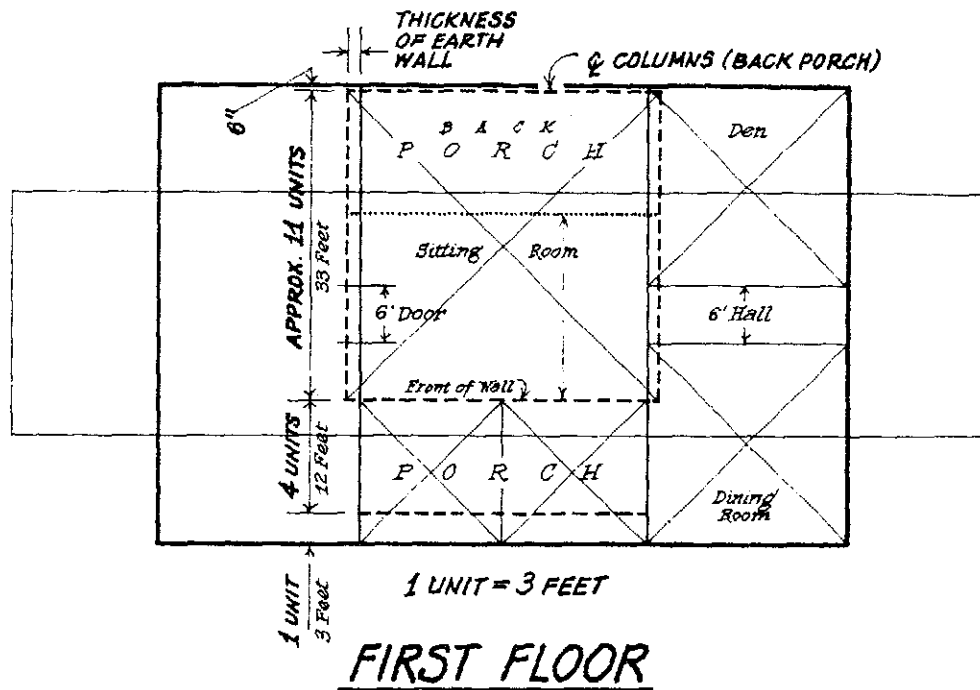 THICKNESS
OF EARTH
WALL
℄ COLUMNS (BACK PORCH)
6"
BACK
PORCH
Den
APPROX. 11 UNITS
33 Feet
Sitting Room
6' Door
6' Hall
Front of Wall
4 UNITS
12 Feet
PORCH
Dining
Room
1 UNIT
3 Feet
1 UNIT = 3 FEET
FIRST FLOOR